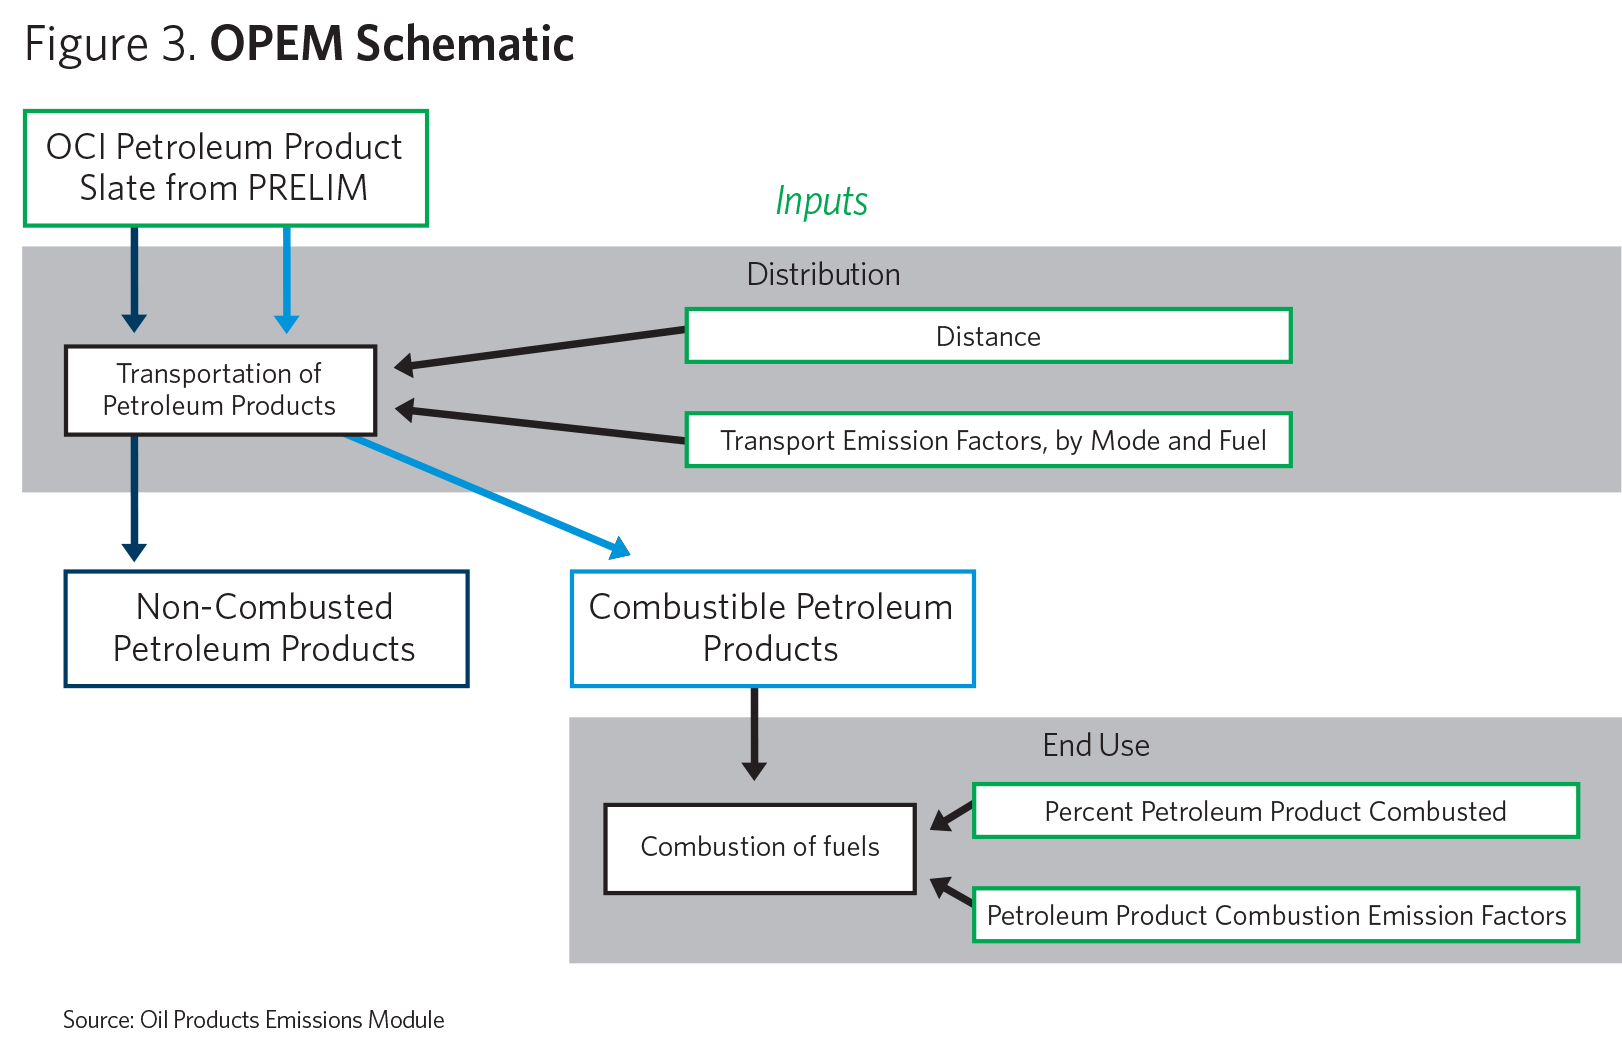 Figure 3. OPEM Schematic
OCI Petroleum Product
Slate from PRELIM
Inputs
Distribution
Distance
Transportation of
Petroleum Products
Transport Emission Factors, by Mode and Fuel
Non-Combusted
Petroleum Products
Combustible Petroleum
Products
End Use
Percent Petroleum Product Combusted
Combustion of fuels
Petroleum Product Combustion Emission Factors
Source: Oil Products Emissions Module